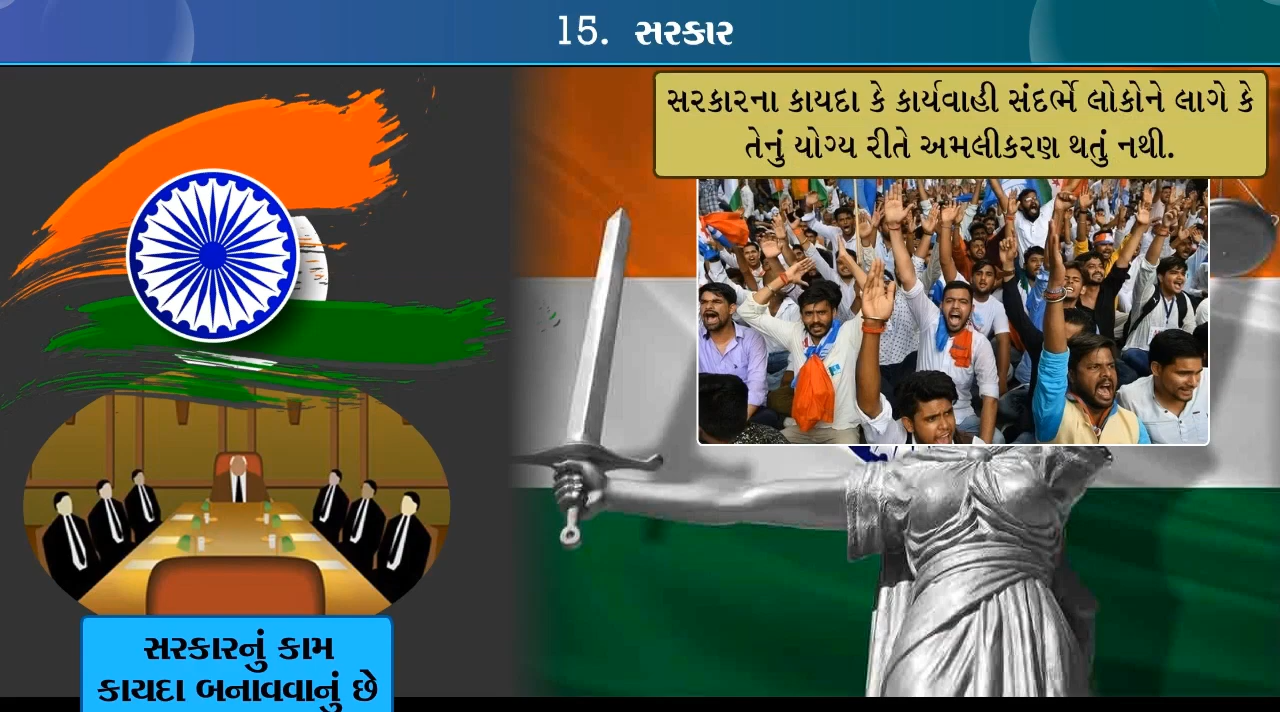 15. સરકાર
સરકારના કાયદા કે કાર્યવાહી સંદર્ભે લોકોને લાગે કે
તેનું યોગ્ય રીતે અમલીકરણ થતું નથી.
સરકારનું કામ
કાયદા બનાવવાનું છે